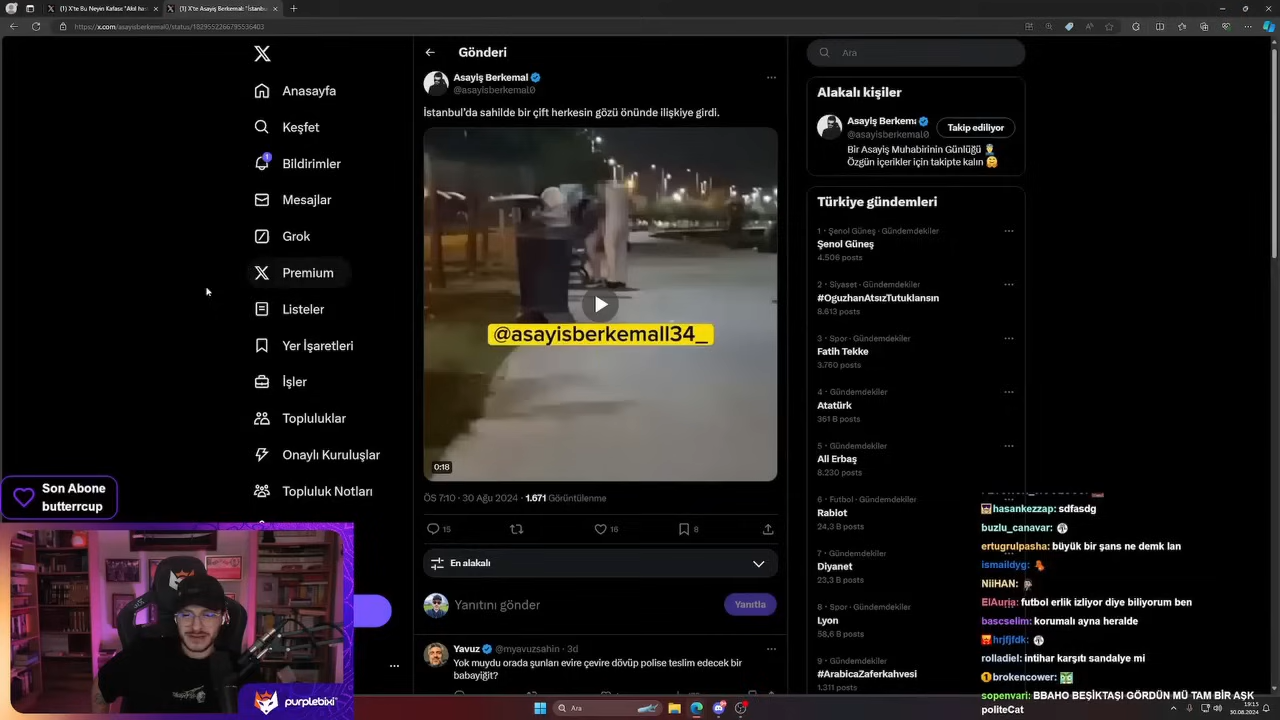 (1) X'te Bu Neyin Kafası "Akıl ha
(1) X'te Asayiş Berkemal: "İstanbu
https://x.com/asayisberkemal0/status/1829552266795536403
Anasayfa
Keşfet
1
Bildirimler
Mesajlar
Grok
Premium
Listeler
Yer İşaretleri
İşler
Topluluklar
Onaylı Kuruluşlar
Topluluk Notları
Son Abone
butterrcup
purplebixi
Gönderi
Asayiş Berkemal
@asayisberkemal0
İstanbul'da sahilde bir çift herkesin gözü önünde ilişkiye girdi.
@asayisberkemall34_
0:18
ÖS 7:10 · 30 Ağu 2024 · 1.671 Görüntülenme
15
16
8
En alakalı
Yanıtını gönder
Yanıtla
Yavuz @myavuzsahin · 3d
Yok muydu orada şunları evire çevire dövüp polise teslim edecek bir
babayiğit?
Ara
Alakalı kişiler
Asayiş Berkema
@asayisberkemal0
Takip ediliyor
Bir Asayiş Muhabirinin Günlüğü
Özgün içerikler için takipte kalın
Türkiye gündemleri
1 · Şenol Güneş · Gündemdekiler
Şenol Güneş
4.506 posts
2 · Siyaset · Gündemdekiler
#OguzhanAtsızTutuklansın
8.613 posts
3 · Spor · Gündemdekiler
Fatih Tekke
3.760 posts
4 · Gündemdekiler
Atatürk
361 B posts
5 · Gündemdekiler
Ali Erbaş
8.230 posts
6 · Futbol · Gündemdekiler
Rabiot
24,3 B posts
7 · Gündemdekiler
Diyanet
23,3 B posts
8 · Spor · Gündemdekiler
Lyon
58,6 B posts
9 · Gündemdekiler
#ArabicaZaferkahvesi
1.311 posts
hasankezzap: sdfasdg
buzlu_canavar:
ertugrulpasha: büyük bir şans ne demk lan
ismaildyg:
NiiHAN:
ElAuria: futbol erlik izliyor diye biliyorum ben
bascselim: korumalı ayna heralde
hrjfjfdk:
rolladiel: intihar karşıtı sandalye mi
brokencower:
sopenvari: BBAHO BEŞİKTAŞI GÖRDÜN MÜ TAM BİR AŞK
politeCat
Ara
19:15
30.08.2024